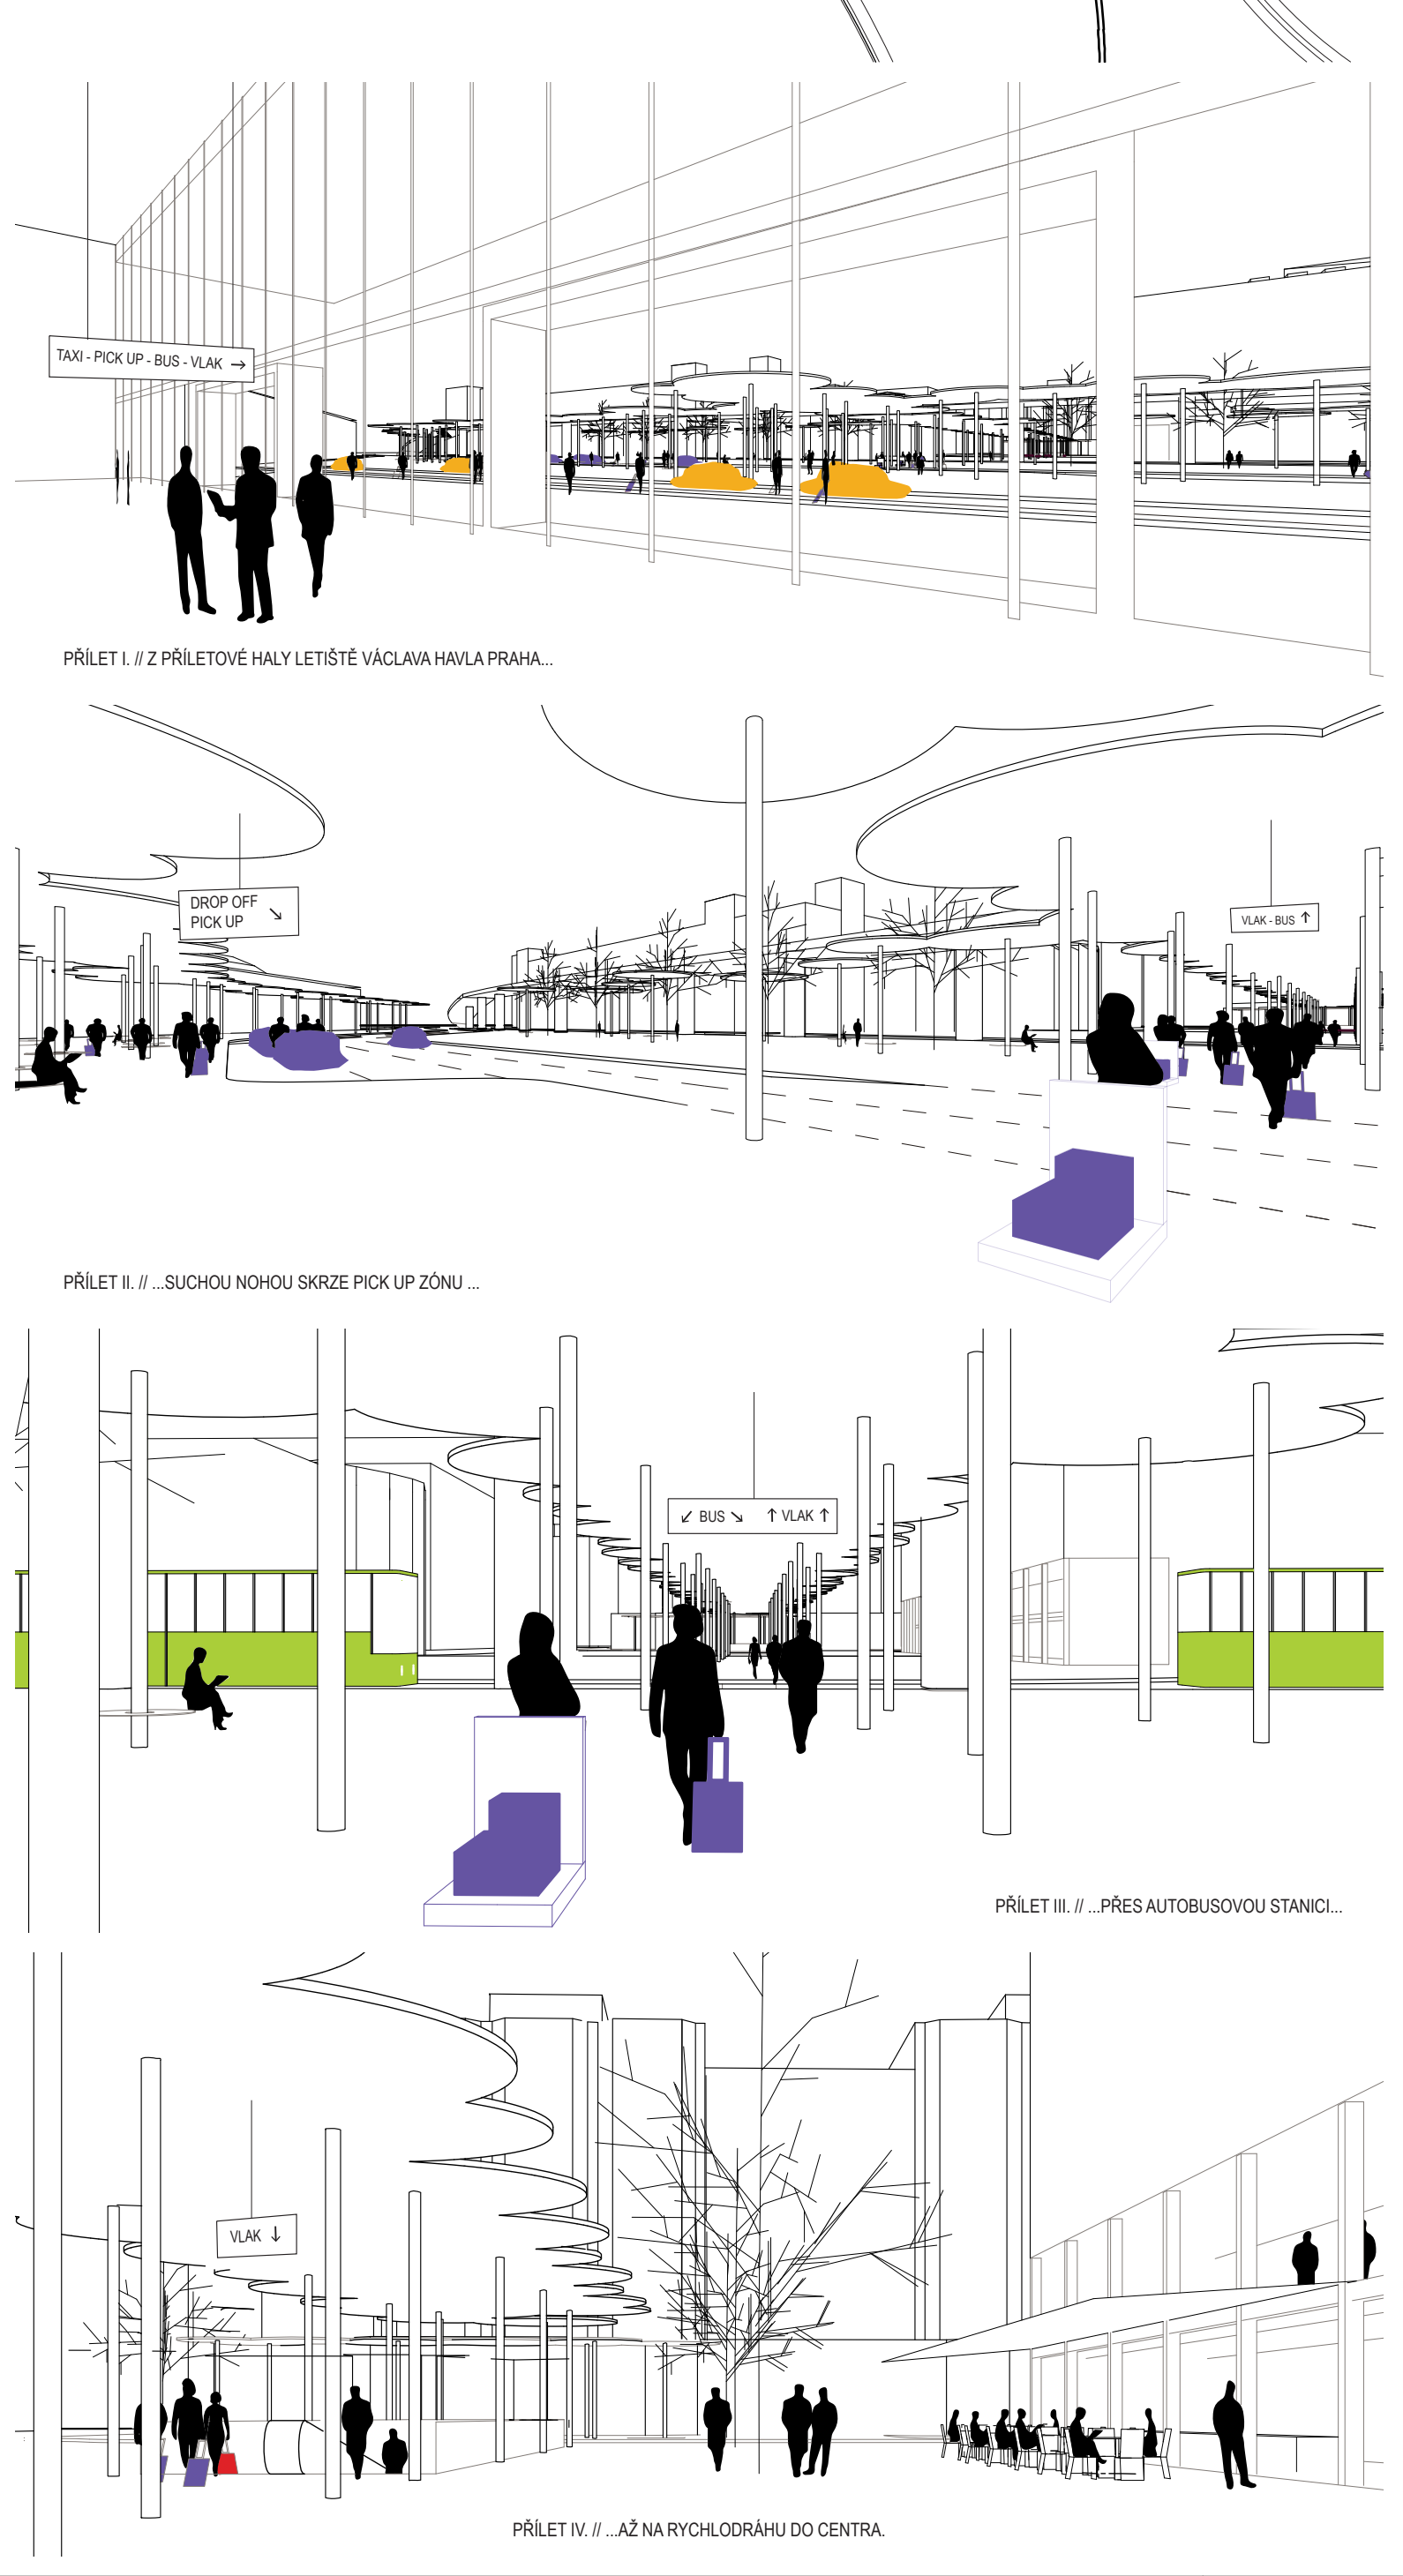 TAXI - PICK UP - BUS - VLAK →
PŘÍLET I. // Z PŘÍLETOVÉ HALY LETIŠTĚ VÁCLAVA HAVLA PRAHA...
DROP OFF
PICK UP ↘
VLAK - BUS ↑
PŘÍLET II. // ...SUCHOU NOHOU SKRZE PICK UP ZÓNU ...
↙ BUS ↘ ↑ VLAK ↑
PŘÍLET III. // ...PŘES AUTOBUSOVOU STANICI...
VLAK ↓
PŘÍLET IV. // ...AŽ NA RYCHLODRÁHU DO CENTRA.